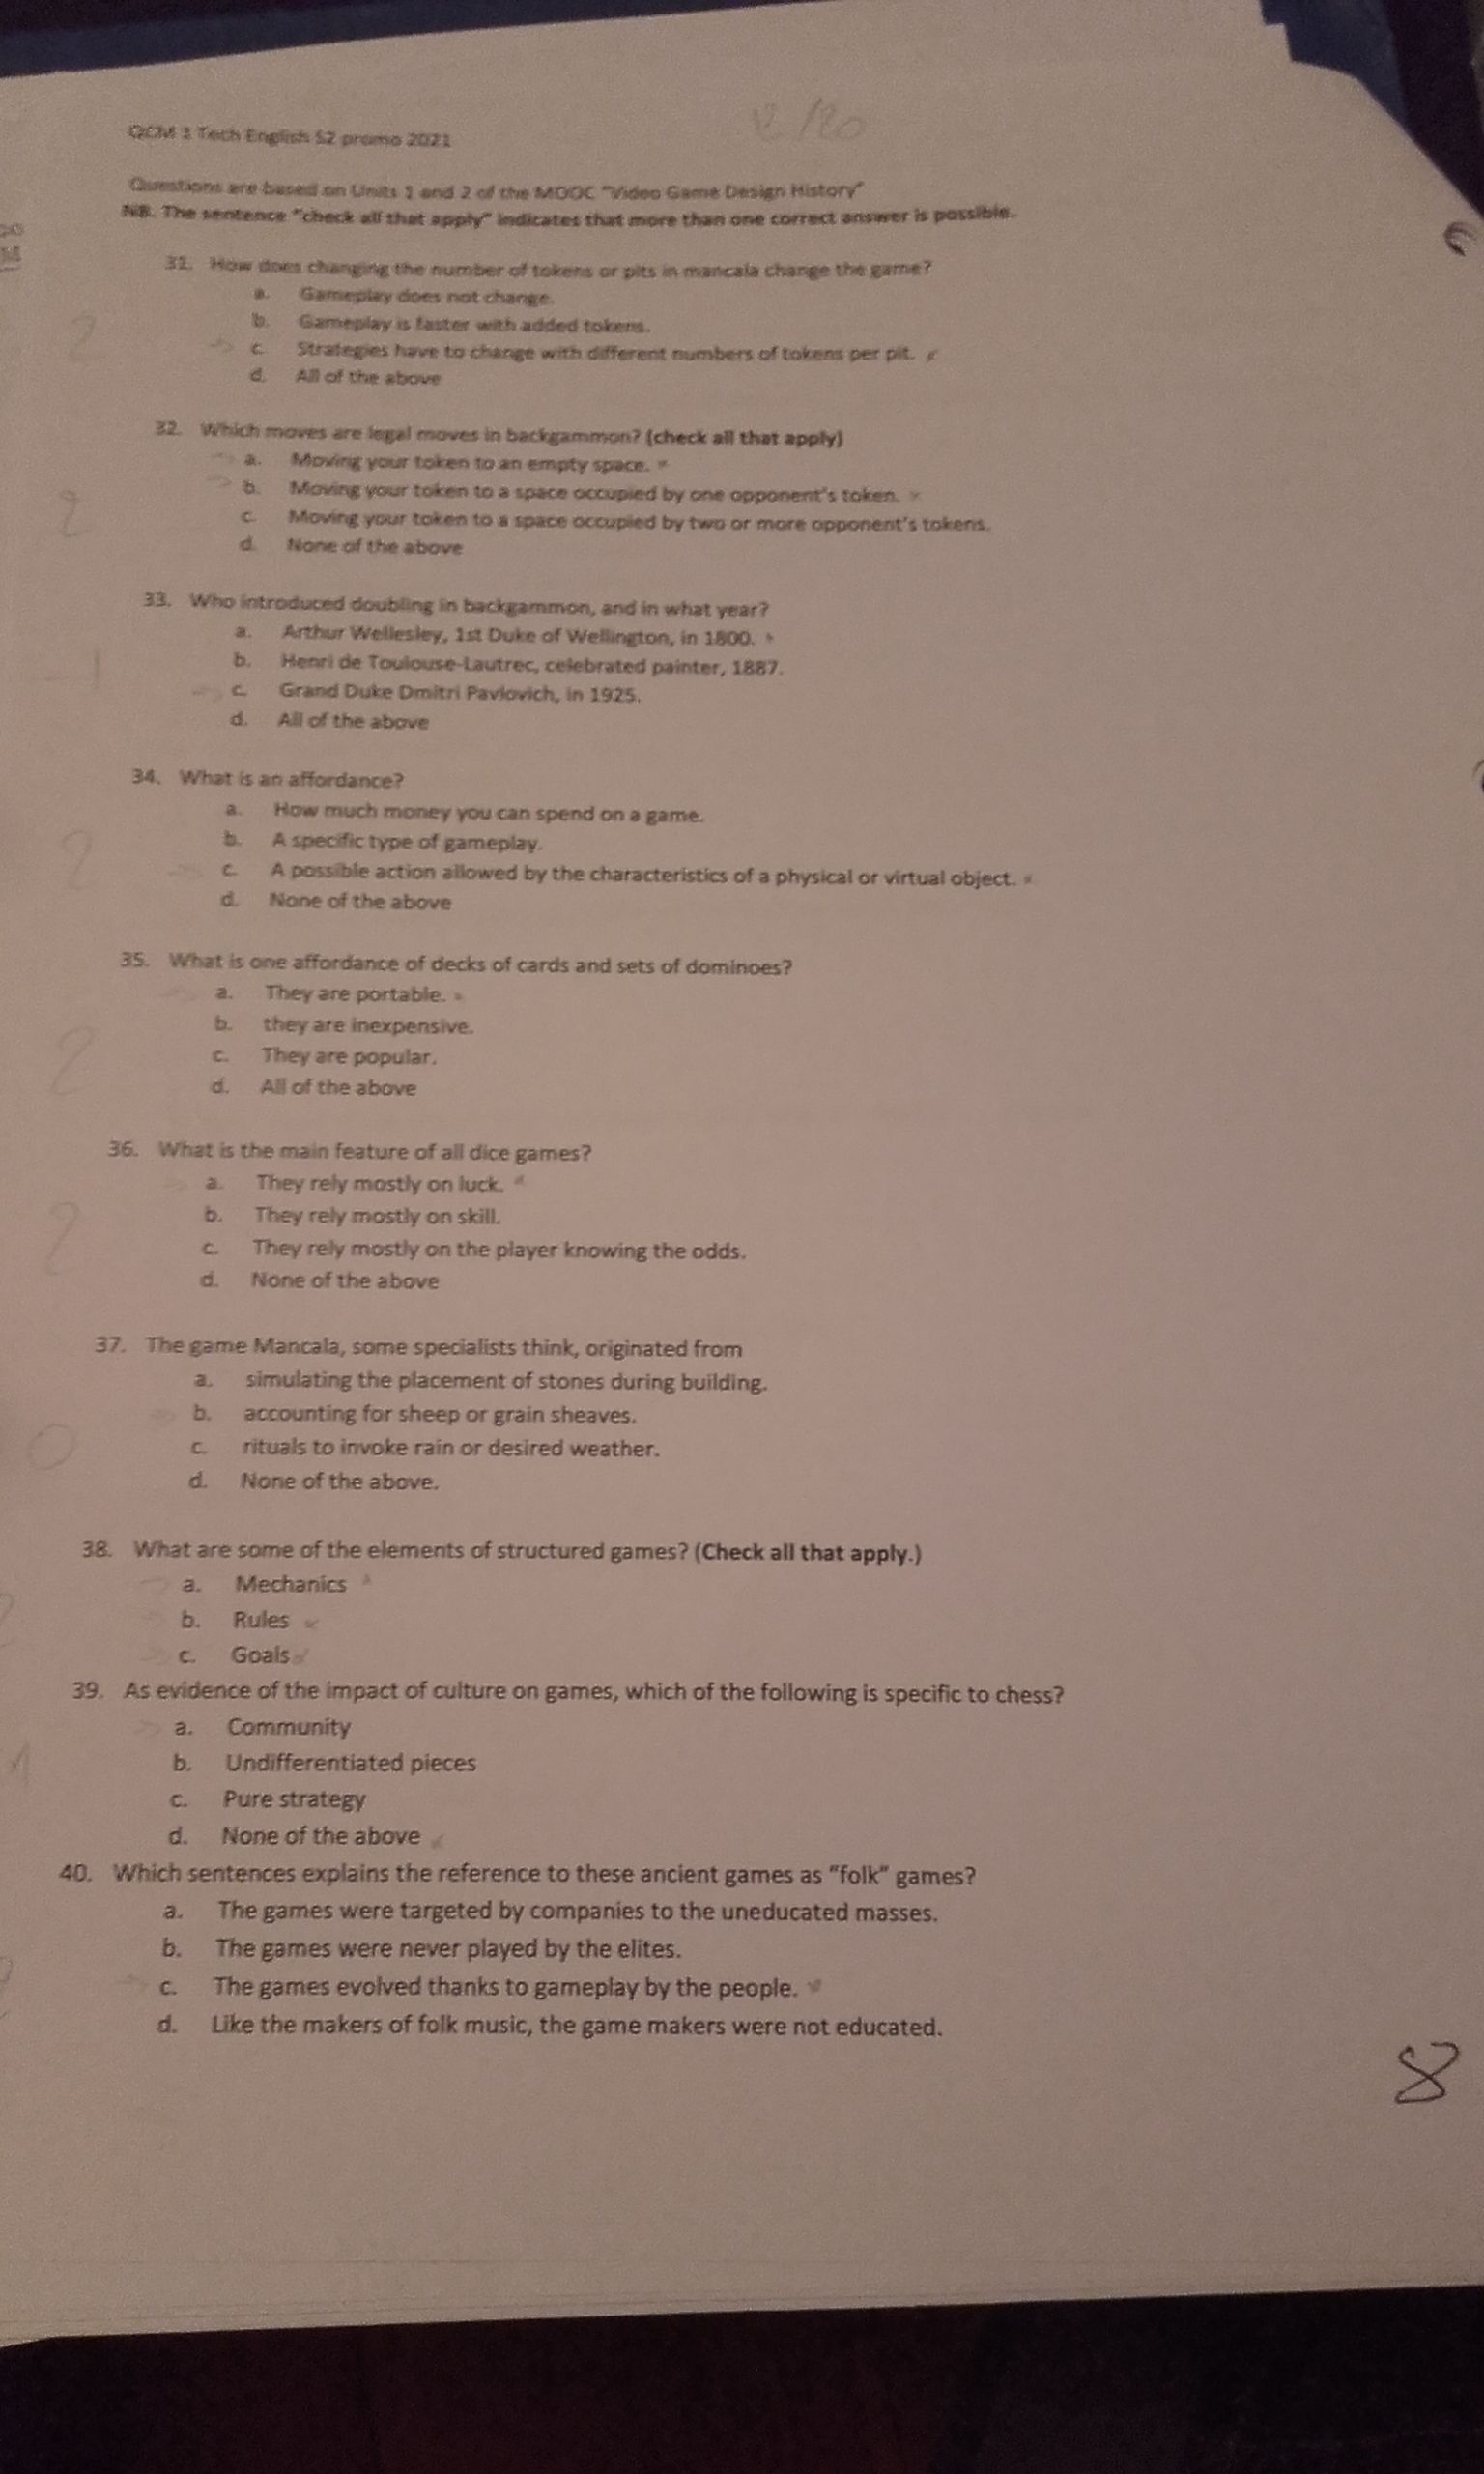 QCM 1 Tech English S2 promo 2021
Questions are based on Units 1 and 2 of the MOOC "Video Game Design History"
NB. The sentence "check all that apply" indicates that more than one correct answer is possible.
31. How does changing the number of tokens or pits in mancala change the game?
a. Gameplay does not change.
b. Gameplay is faster with added tokens.
c. Strategies have to change with different numbers of tokens per pit.
d. All of the above
32. Which moves are legal moves in backgammon? (check all that apply)
a. Moving your token to an empty space.
b. Moving your token to a space occupied by one opponent's token.
c. Moving your token to a space occupied by two or more opponent's tokens.
d. None of the above
33. Who introduced doubling in backgammon, and in what year?
a. Arthur Wellesley, 1st Duke of Wellington, in 1800.
b. Henri de Toulouse-Lautrec, celebrated painter, 1887.
c. Grand Duke Dmitri Pavlovich, in 1925.
d. All of the above
34. What is an affordance?
a. How much money you can spend on a game.
b. A specific type of gameplay.
c. A possible action allowed by the characteristics of a physical or virtual object.
d. None of the above
35. What is one affordance of decks of cards and sets of dominoes?
a. They are portable.
b. they are inexpensive.
c. They are popular.
d. All of the above
36. What is the main feature of all dice games?
a. They rely mostly on luck.
b. They rely mostly on skill.
c. They rely mostly on the player knowing the odds.
d. None of the above
37. The game Mancala, some specialists think, originated from
a. simulating the placement of stones during building.
b. accounting for sheep or grain sheaves.
c. rituals to invoke rain or desired weather.
d. None of the above.
38. What are some of the elements of structured games? (Check all that apply.)
a. Mechanics
b. Rules
c. Goals
39. As evidence of the impact of culture on games, which of the following is specific to chess?
a. Community
b. Undifferentiated pieces
c. Pure strategy
d. None of the above
40. Which sentences explains the reference to these ancient games as "folk" games?
a. The games were targeted by companies to the uneducated masses.
b. The games were never played by the elites.
c. The games evolved thanks to gameplay by the people.
d. Like the makers of folk music, the game makers were not educated.
8